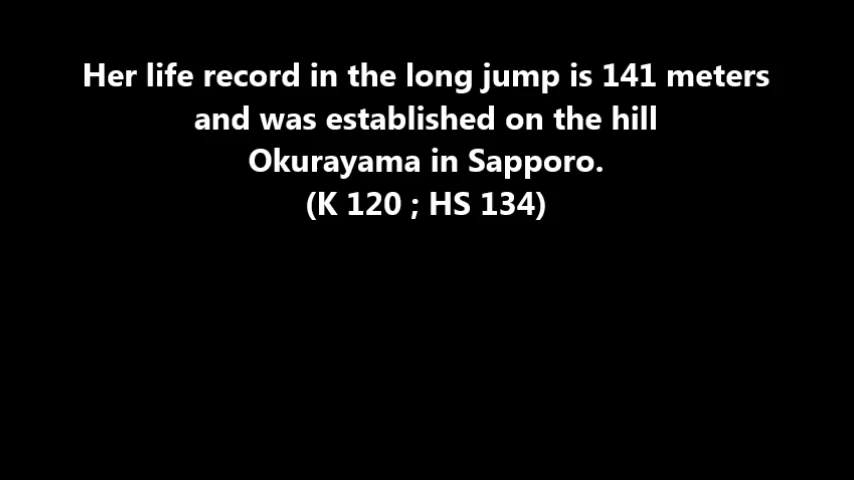 Her life record in the long jump is 141 meters
and was established on the hill
Okurayama in Sapporo.
(K 120 ; HS 134)